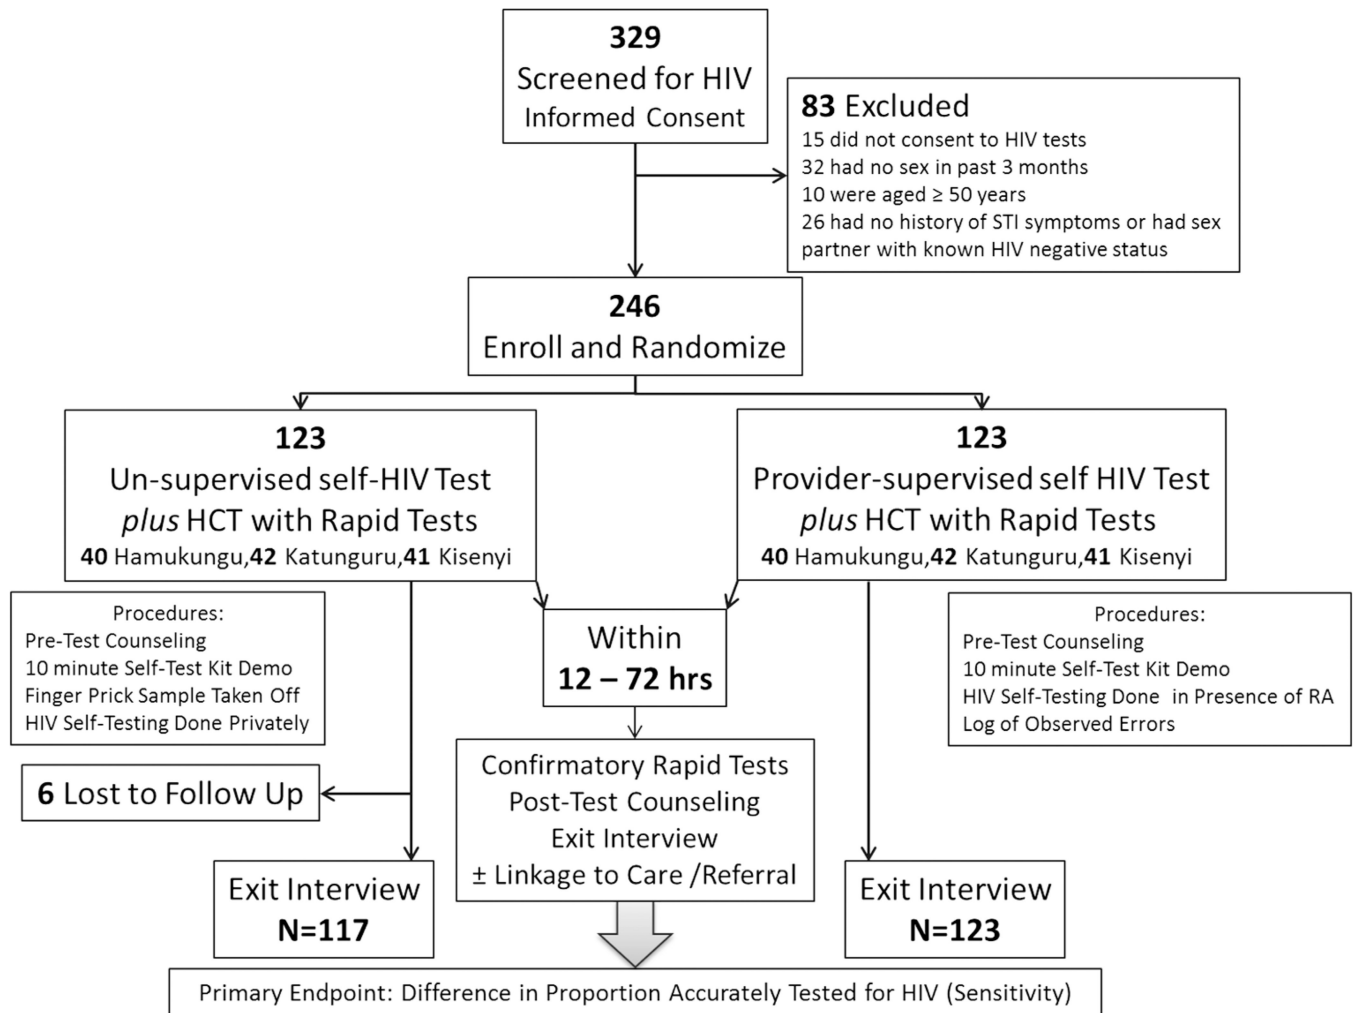 329
Screened for HIV
Informed Consent
83 Excluded
15 did not consent to HIV tests
32 had no sex in past 3 months
10 were aged ≥ 50 years
26 had no history of STI symptoms or had sex
partner with known HIV negative status
246
Enroll and Randomize
123
Un-supervised self-HIV Test
plus HCT with Rapid Tests
40 Hamukungu,42 Katunguru,41 Kisenyi
123
Provider-supervised self HIV Test
plus HCT with Rapid Tests
40 Hamukungu,42 Katunguru,41 Kisenyi
Procedures:
Pre-Test Counseling
10 minute Self-Test Kit Demo
Finger Prick Sample Taken Off
HIV Self-Testing Done Privately
Within
12 – 72 hrs
Procedures:
Pre-Test Counseling
10 minute Self-Test Kit Demo
HIV Self-Testing Done in Presence of RA
Log of Observed Errors
6 Lost to Follow Up
Confirmatory Rapid Tests
Post-Test Counseling
Exit Interview
± Linkage to Care /Referral
Exit Interview
N=117
Exit Interview
N=123
Primary Endpoint: Difference in Proportion Accurately Tested for HIV (Sensitivity)